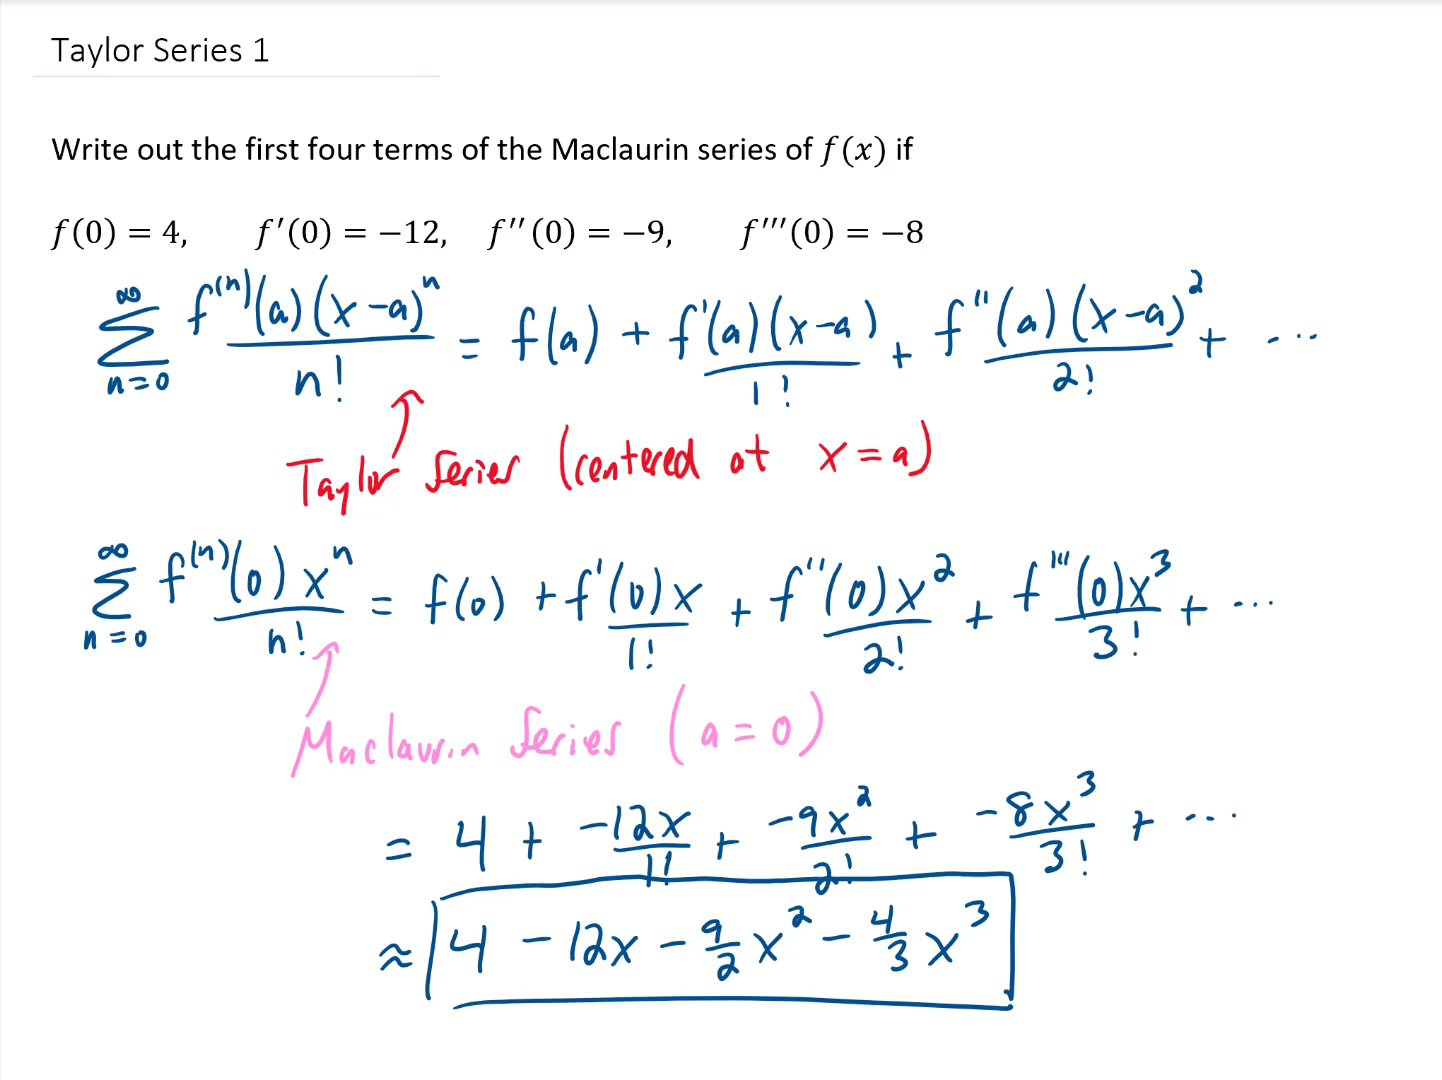 Taylor Series 1
Write out the first four terms of the Maclaurin series of f(x) if
f(0) = 4, f′(0) = −12, f″(0) = −9, f‴(0) = −8
∑_{n=0}^{∞} f^{(n)}(a)(x−a)^n / n! = f(a) + f'(a)(x−a) / 1! + f''(a)(x−a)^2 / 2! + ...
Taylor Series (centered at x=a)
∑_{n=0}^{∞} f^{(n)}(0) x^n / n! = f(0) + f'(0)x / 1! + f''(0)x^2 / 2! + f'''(0)x^3 / 3! + ...
Maclaurin Series (a=0)
= 4 + −12x / 1! + −9x^2 / 2! + −8x^3 / 3! + ...
≈ 4 − 12x − 9/2 x^2 − 4/3 x^3